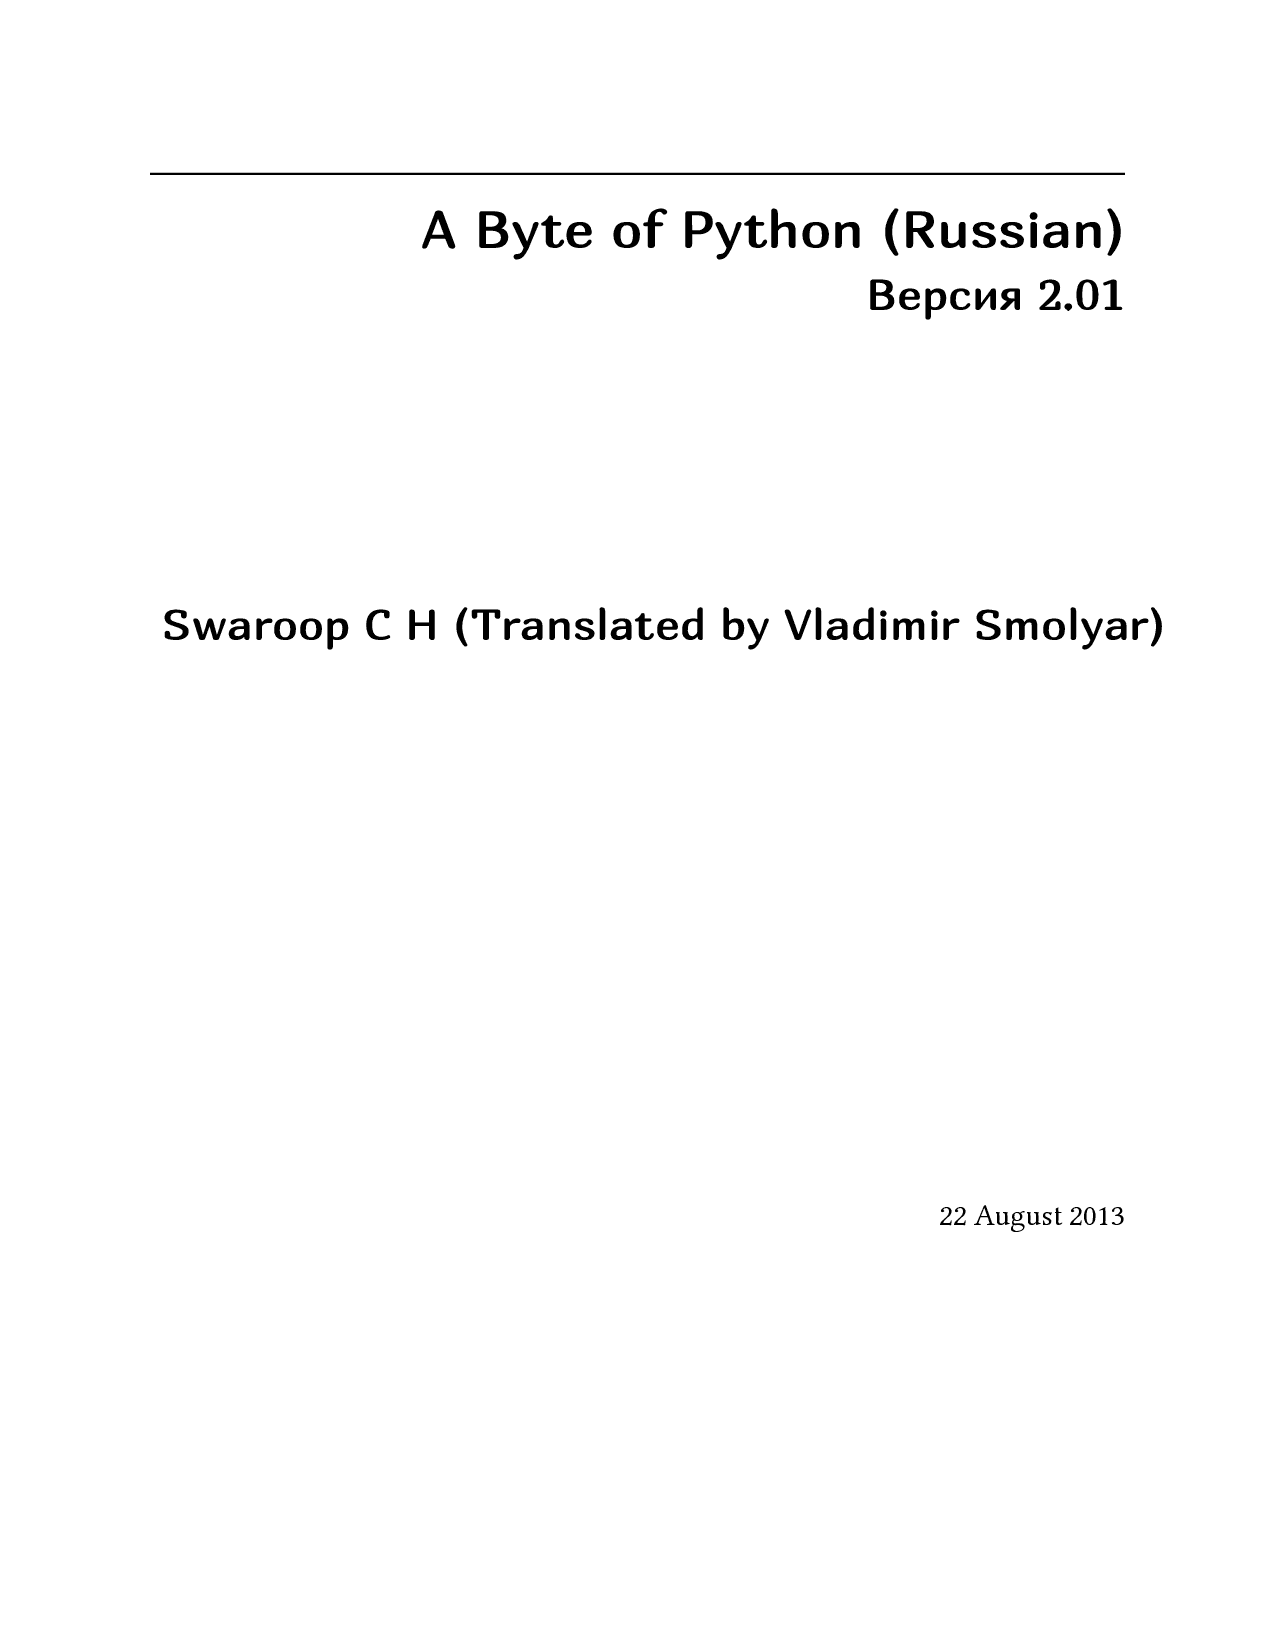 A Byte of Python (Russian)
Версия 2.01
Swaroop C H (Translated by Vladimir Smolyar)
22 August 2013